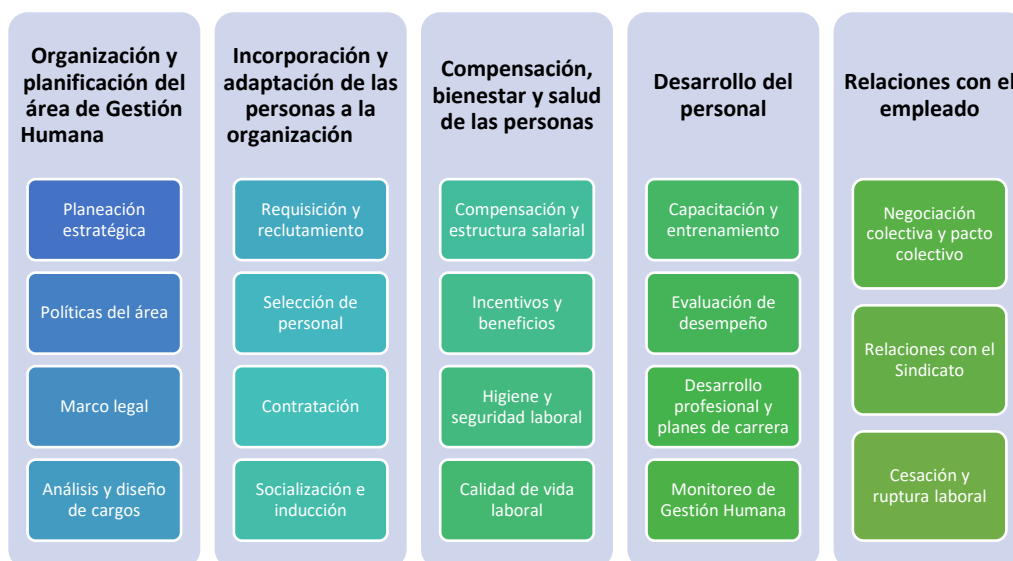 Organización y
planificación del
área de Gestión
Humana
Planeación
estratégica
Políticas del área
Marco legal
Análisis y diseño
de cargos
Incorporación y
adaptación de las
personas a la
organización
Requisición y
reclutamiento
Selección de
personal
Contratación
Socialización e
inducción
Compensación,
bienestar y salud
de las personas
Compensación y
estructura salarial
Incentivos y
beneficios
Higiene y
seguridad laboral
Calidad de vida
laboral
Desarrollo del
personal
Capacitación y
entrenamiento
Evaluación de
desempeño
Desarrollo
profesional y
planes de carrera
Monitoreo de
Gestión Humana
Relaciones con el
empleado
Negociación
colectiva y pacto
colectivo
Relaciones con el
Sindicato
Cesación y
ruptura laboral